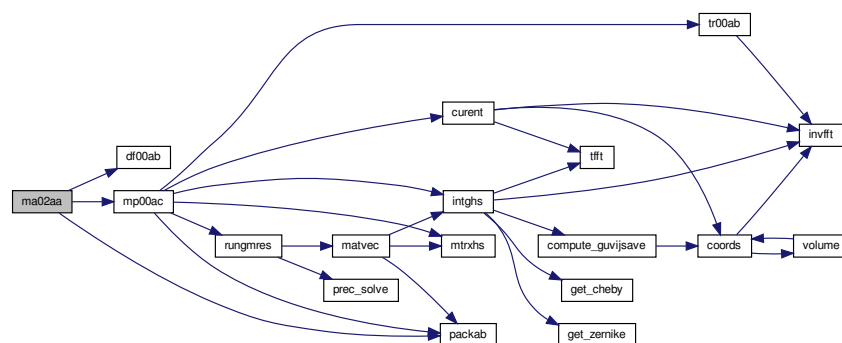 tr00ab
curent
invfft
df00ab
tfft
ma02aa
mp00ac
intghs
rungmres
matvec
mtrxhs
compute_guvijsave
coords
volume
prec_solve
get_cheby
packab
get_zernike